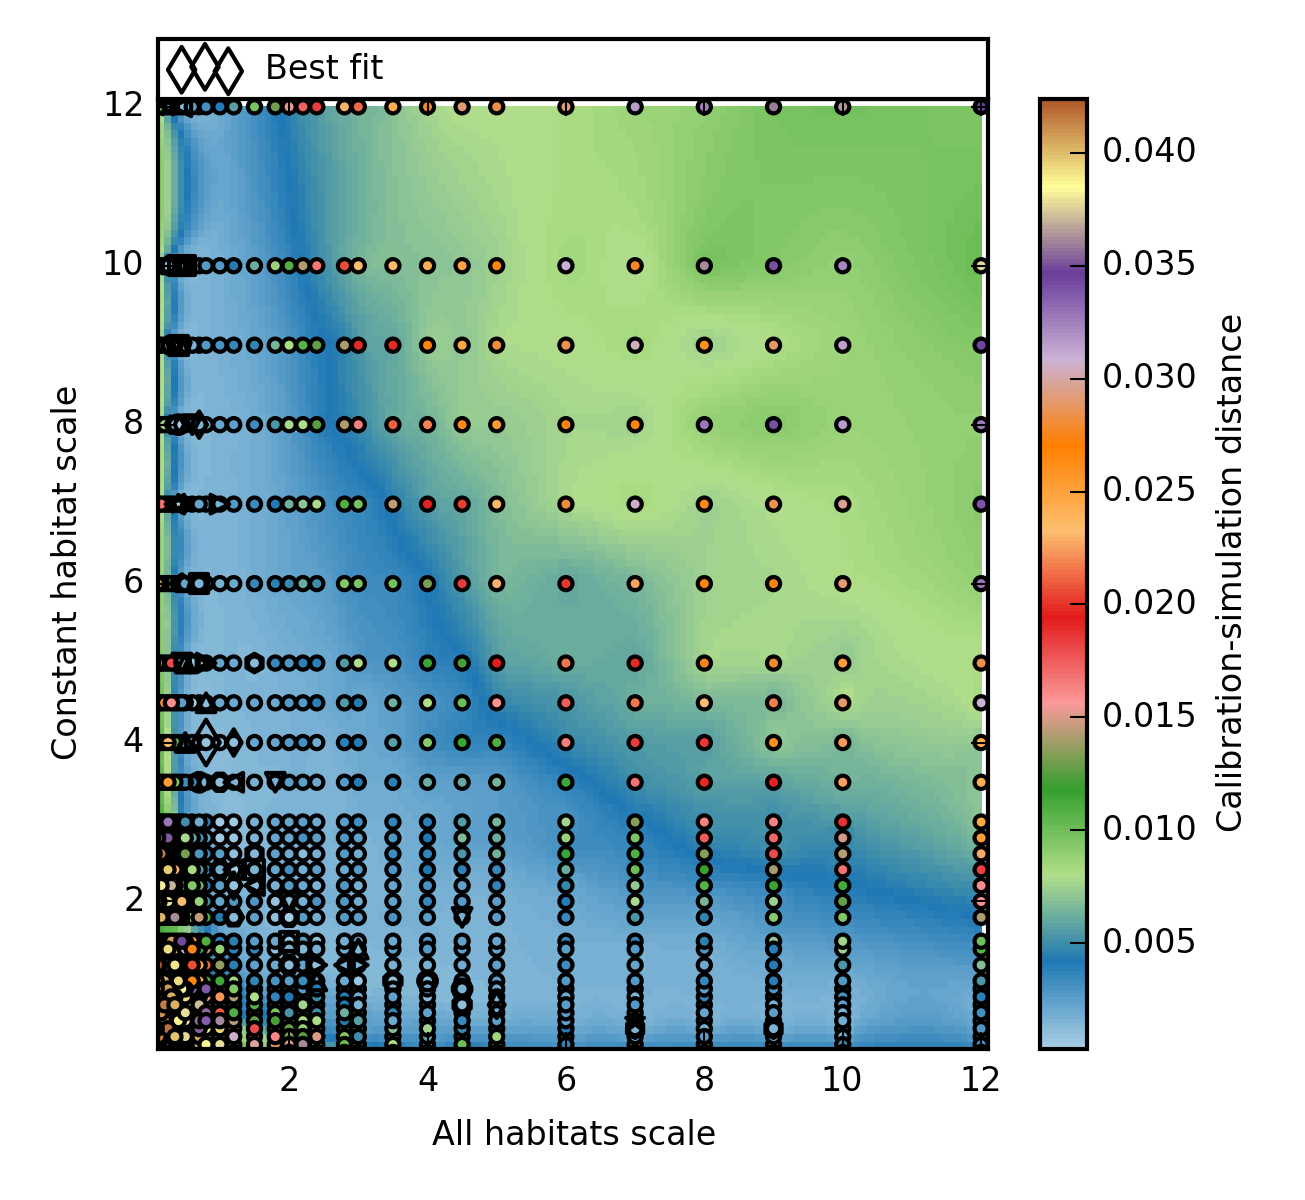 Best fit
12
10
8
6
4
2
Constant habitat scale
2 4 6 8 10 12
All habitats scale
0.040
0.035
0.030
0.025
0.020
0.015
0.010
0.005
Calibration-simulation distance